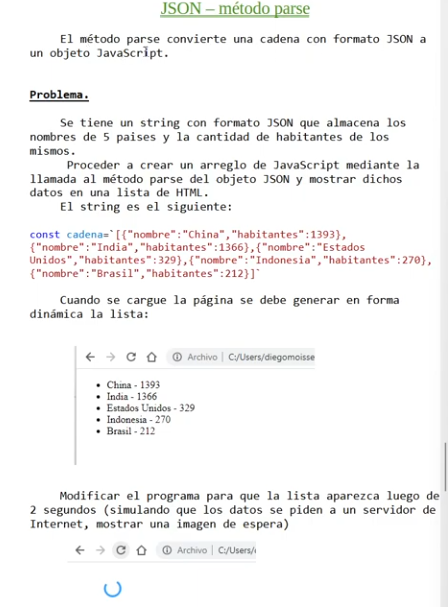 JSON – método parse
El método parse convierte una cadena con formato JSON a
un objeto JavaScript.
Problema.
Se tiene un string con formato JSON que almacena los
nombres de 5 paises y la cantidad de habitantes de los
mismos.
Proceder a crear un arreglo de JavaScript mediante la
llamada al método parse del objeto JSON y mostrar dichos
datos en una lista de HTML.
El string es el siguiente:
const cadena=`[{"nombre":"China","habitantes":1393},
{"nombre":"India","habitantes":1366},{"nombre":"Estados
Unidos","habitantes":329},{"nombre":"Indonesia","habitantes":270},
{"nombre":"Brasil","habitantes":212}]`
Cuando se cargue la página se debe generar en forma
dinámica la lista:
Archivo | C:/Users/diegomoisse
• China - 1393
• India - 1366
• Estados Unidos - 329
• Indonesia - 270
• Brasil - 212
Modificar el programa para que la lista aparezca luego de
2 segundos (simulando que los datos se piden a un servidor de
Internet, mostrar una imagen de espera)
Archivo | C:/Users/